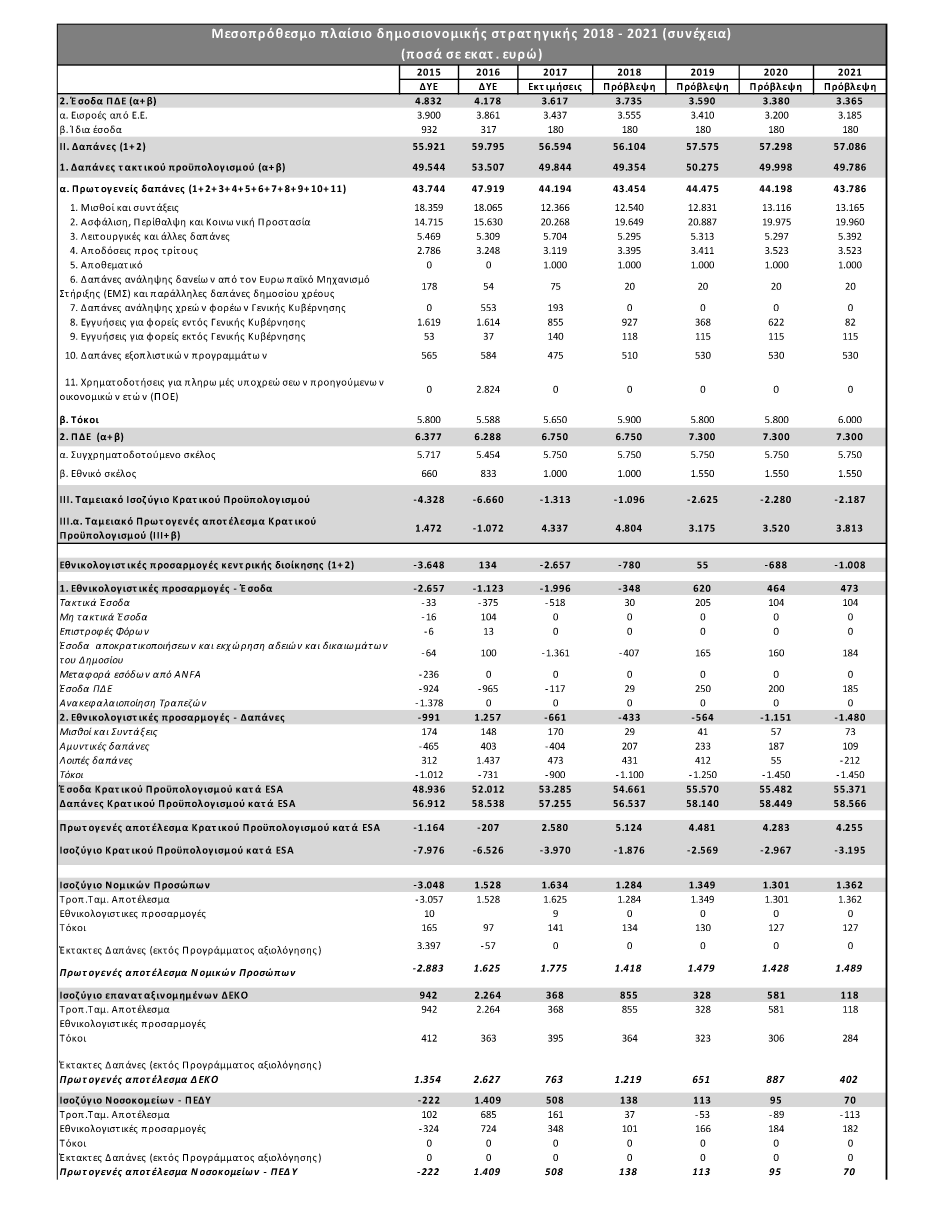 Μεσοπρόθεσμο πλαίσιο δημοσιονομικής στρατηγικής 2018 - 2021 (συνέχεια)
(ποσά σε εκατ. ευρώ)
2015 2016 2017 2018 2019 2020 2021
ΔΥΕ ΔΥΕ Εκτιμήσεις Πρόβλεψη Πρόβλεψη Πρόβλεψη Πρόβλεψη
2. Έσοδα ΠΔΕ (α+β) 4.832 4.178 3.617 3.735 3.590 3.380 3.365
α. Εισροές από Ε.Ε. 3.900 3.861 3.437 3.555 3.410 3.200 3.185
β. Ίδια έσοδα 932 317 180 180 180 180 180
ΙΙ. Δαπάνες (1+2) 55.921 59.795 56.594 56.104 57.575 57.298 57.086
1. Δαπάνες τακτικού προϋπολογισμού (α+β) 49.544 53.507 49.844 49.354 50.275 49.998 49.786
α. Πρωτογενείς δαπάνες (1+2+3+4+5+6+7+8+9+10+11) 43.744 47.919 44.194 43.454 44.475 44.198 43.786
1. Μισθοί και συντάξεις 18.359 18.065 12.366 12.540 12.831 13.116 13.165
2. Ασφάλιση, Περίθαλψη και Κοινωνική Προστασία 14.715 15.630 20.268 19.649 20.887 19.975 19.960
3. Λειτουργικές και άλλες δαπάνες 5.469 5.309 5.704 5.295 5.313 5.297 5.392
4. Αποδόσεις προς τρίτους 2.786 3.248 3.119 3.395 3.411 3.523 3.523
5. Αποθεματικό 0 0 1.000 1.000 1.000 1.000 1.000
6. Δαπάνες ανάληψης δανείων από τον Ευρωπαϊκό Μηχανισμό
Στήριξης (ΕΜΣ) και παράλληλες δαπάνες δημοσίου χρέους 178 54 75 20 20 20 20
7. Δαπάνες ανάληψης χρεών φορέων Γενικής Κυβέρνησης 0 553 193 0 0 0 0
8. Εγγυήσεις για φορείς εντός Γενικής Κυβέρνησης 1.619 1.614 855 927 368 622 82
9. Εγγυήσεις για φορείς εκτός Γενικής Κυβέρνησης 53 37 140 118 115 115 115
10. Δαπάνες εξοπλιστικών προγραμμάτων 565 584 475 510 530 530 530
11. Χρηματοδοτήσεις για πληρωμές υποχρεώσεων προηγούμενων
οικονομικών ετών (ΠΟΕ) 0 2.824 0 0 0 0 0
β. Τόκοι 5.800 5.588 5.650 5.900 5.800 5.800 6.000
2. ΠΔΕ (α+β) 6.377 6.288 6.750 6.750 7.300 7.300 7.300
α. Συγχρηματοδοτούμενο σκέλος 5.717 5.454 5.750 5.750 5.750 5.750 5.750
β. Εθνικό σκέλος 660 833 1.000 1.000 1.550 1.550 1.550
ΙΙΙ. Ταμειακό Ισοζύγιο Κρατικού Προϋπολογισμού -4.328 -6.660 -1.313 -1.096 -2.625 -2.280 -2.187
ΙΙΙ.α. Ταμειακό Πρωτογενές αποτέλεσμα Κρατικού
Προϋπολογισμού (ΙΙΙ+β) 1.472 -1.072 4.337 4.804 3.175 3.520 3.813
Εθνικολογιστικές προσαρμογές κεντρικής διοίκησης (1+2) -3.648 134 -2.657 -780 55 -688 -1.008
1. Εθνικολογιστικές προσαρμογές - Έσοδα -2.657 -1.123 -1.996 -348 620 464 473
Τακτικά Έσοδα -33 -375 -518 30 205 104 104
Μη τακτικά Έσοδα -16 104 0 0 0 0 0
Επιστροφές Φόρων -6 13 0 0 0 0 0
Έσοδα αποκρατικοποιήσεων και εκχώρηση αδειών και δικαιωμάτων
του Δημοσίου -64 100 -1.361 -407 165 160 184
Μεταφορά εσόδων από ANFA -236 0 0 0 0 0 0
Έσοδα ΠΔΕ -924 -965 -117 29 250 200 185
Ανακεφαλαιοποίηση Τραπεζών -1.378 0 0 0 0 0 0
2. Εθνικολογιστικές προσαρμογές - Δαπάνες -991 1.257 -661 -433 -564 -1.151 -1.480
Μισθοί και Συντάξεις 174 148 170 29 41 57 73
Αμυντικές δαπάνες -465 403 -404 207 233 187 109
Λοιπές δαπάνες 312 1.437 473 431 412 55 -212
Τόκοι -1.012 -731 -900 -1.100 -1.250 -1.450 -1.450
Έσοδα Κρατικού Προϋπολογισμού κατά ESA 48.936 52.012 53.285 54.661 55.570 55.482 55.371
Δαπάνες Κρατικού Προϋπολογισμού κατά ESA 56.912 58.538 57.255 56.537 58.140 58.449 58.566
Πρωτογενές αποτέλεσμα Κρατικού Προϋπολογισμού κατά ESA -1.164 -207 2.580 5.124 4.481 4.283 4.255
Ισοζύγιο Κρατικού Προϋπολογισμού κατά ESA -7.976 -6.526 -3.970 -1.876 -2.569 -2.967 -3.195
Ισοζύγιο Νομικών Προσώπων -3.048 1.528 1.634 1.284 1.349 1.301 1.362
Τροπ.Ταμ. Αποτέλεσμα -3.057 1.528 1.625 1.284 1.349 1.301 1.362
Εθνικολογιστικες προσαρμογές 10 9 0 0 0 0
Τόκοι 165 97 141 134 130 127 127
Έκτακτες Δαπάνες (εκτός Προγράμματος αξιολόγησης) 3.397 -57 0 0 0 0 0
Πρωτογενές αποτέλεσμα Νομικών Προσώπων -2.883 1.625 1.775 1.418 1.479 1.428 1.489
Ισοζύγιο επαναταξινομημένων ΔΕΚΟ 942 2.264 368 855 328 581 118
Τροπ.Ταμ. Αποτέλεσμα 942 2.264 368 855 328 581 118
Εθνικολογιστικές προσαρμογές
Τόκοι 412 363 395 364 323 306 284
Έκτακτες Δαπάνες (εκτός Προγράμματος αξιολόγησης)
Πρωτογενές αποτέλεσμα ΔΕΚΟ 1.354 2.627 763 1.219 651 887 402
Ισοζύγιο Νοσοκομείων - ΠΕΔΥ -222 1.409 508 138 113 95 70
Τροπ.Ταμ. Αποτέλεσμα 102 685 161 37 -53 -89 -113
Εθνικολογιστικές προσαρμογές -324 724 348 101 166 184 182
Τόκοι 0 0 0 0 0 0 0
Έκτακτες Δαπάνες (εκτός Προγράμματος αξιολόγησης) 0 0 0 0 0 0 0
Πρωτογενές αποτέλεσμα Νοσοκομείων - ΠΕΔΥ -222 1.409 508 138 113 95 70